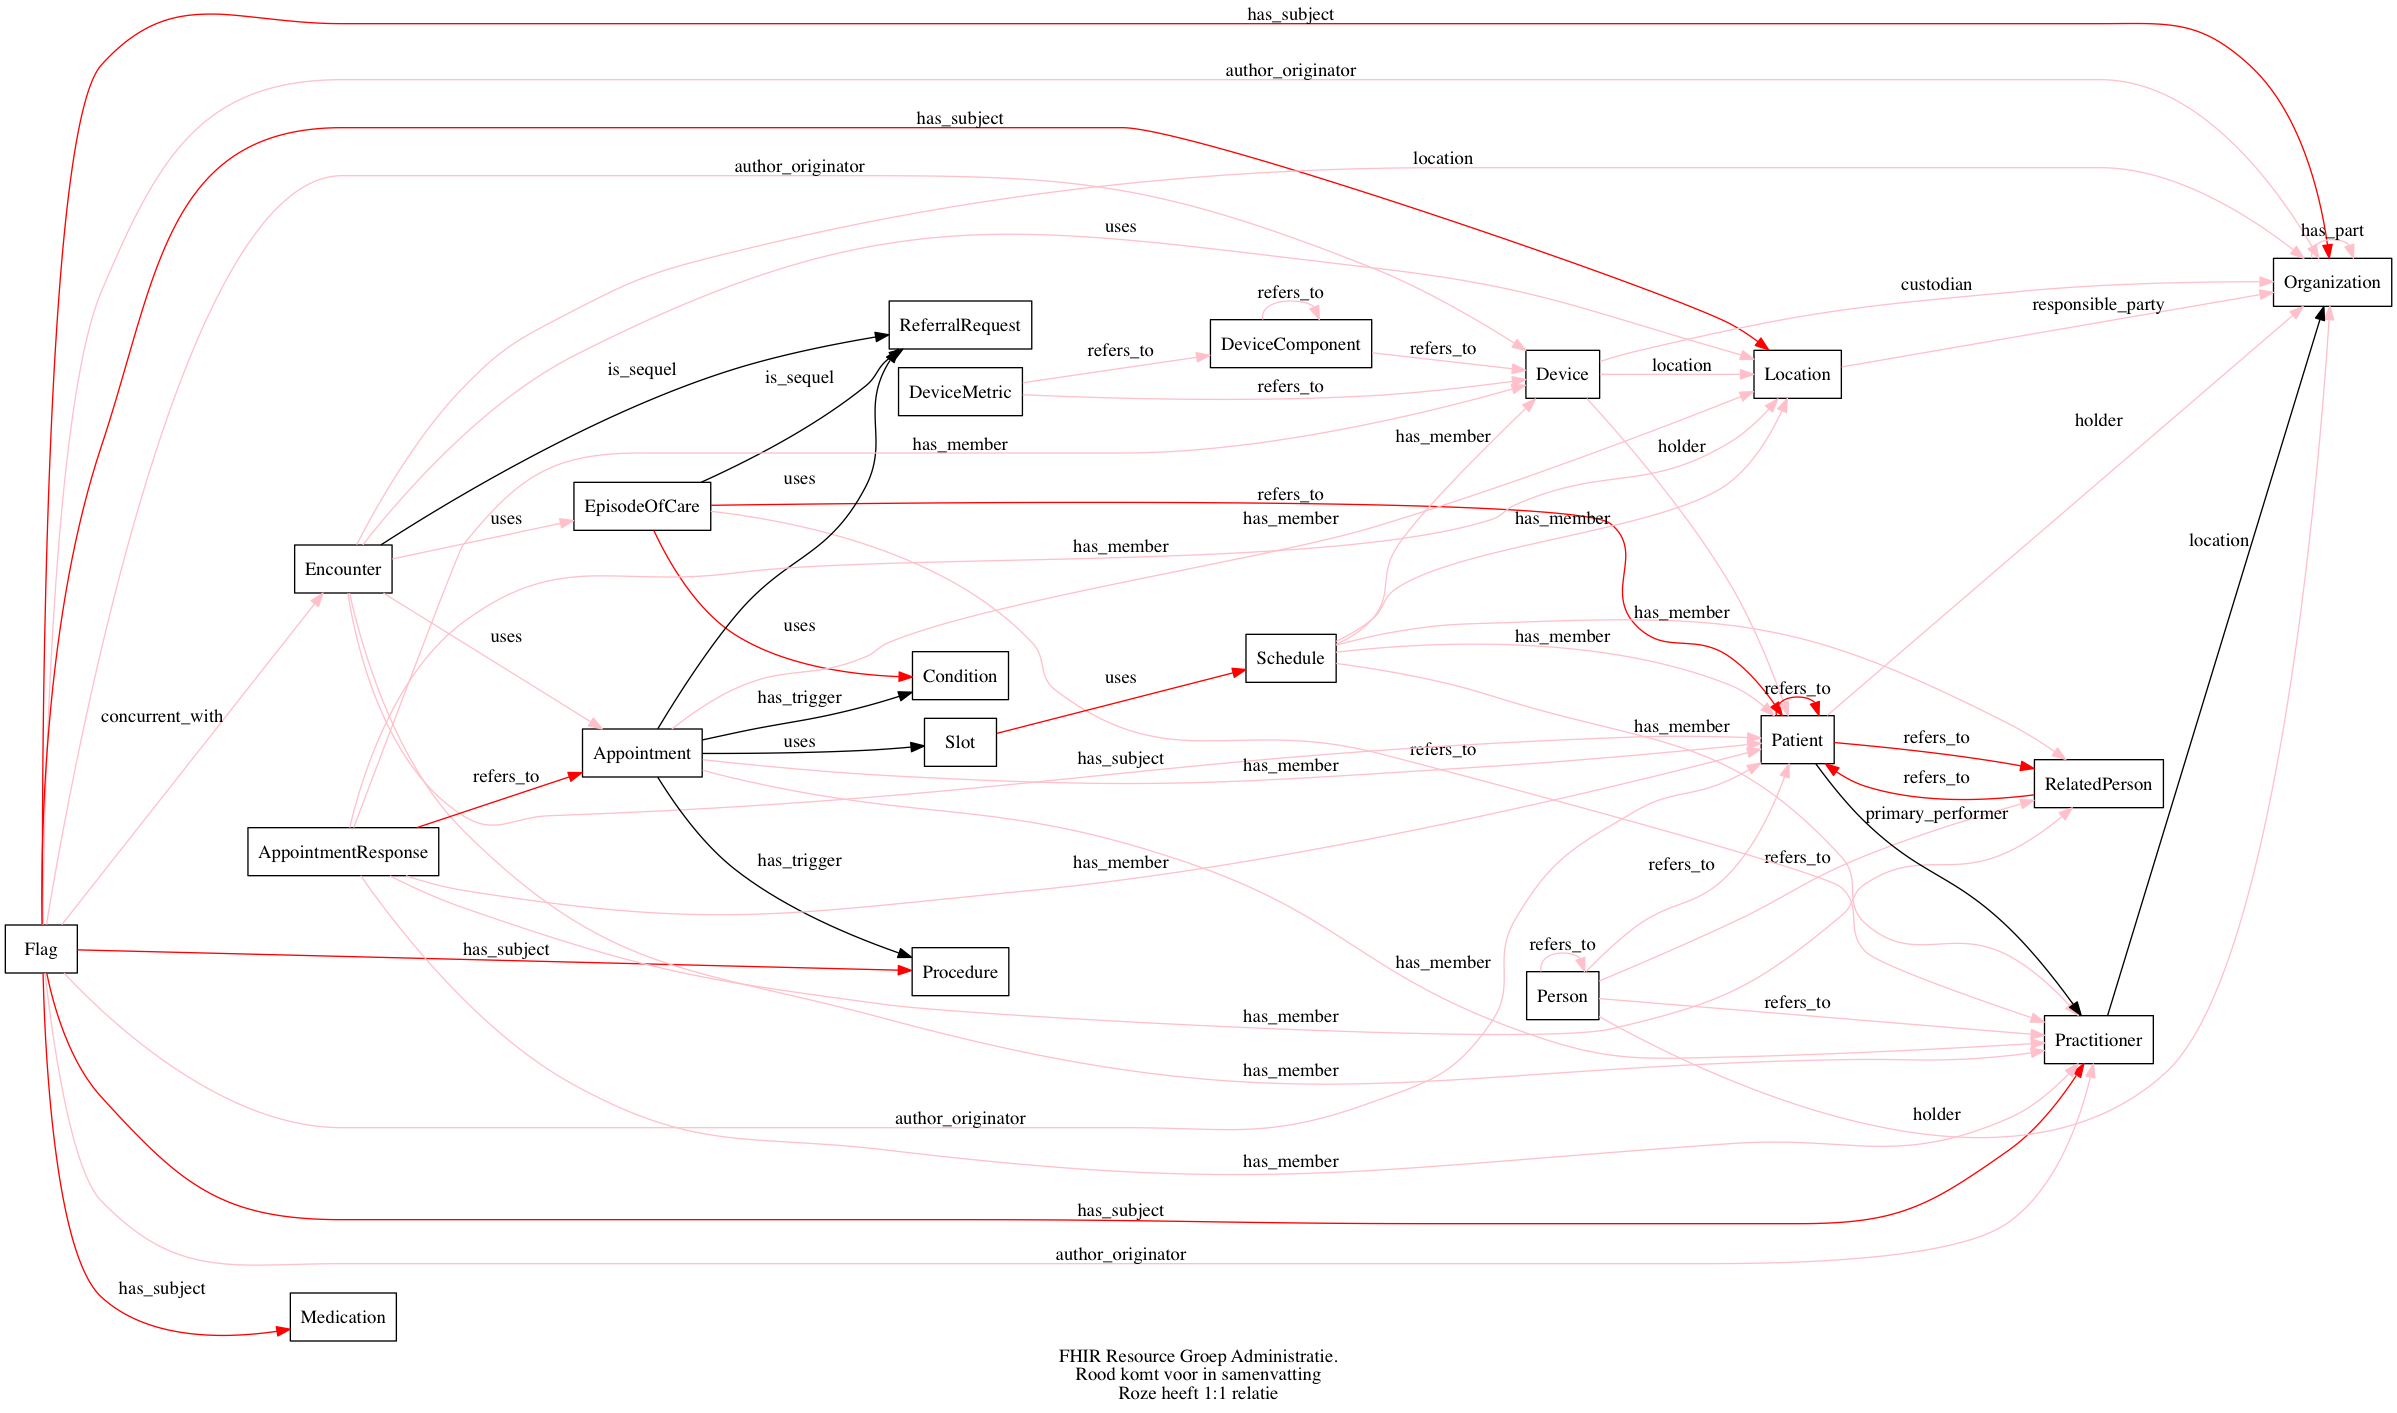 has_subject
author_originator
has_subject
location
author_originator
uses
has_part
Organization
custodian
refers_to
responsible_party
ReferralRequest
DeviceComponent
refers_to
refers_to
is_sequel
is_sequel
location
Device
Location
DeviceMetric
refers_to
holder
has_member
has_member
holder
uses
refers_to
EpisodeOfCare
uses
has_member
has_member
location
has_member
Encounter
has_member
uses
uses
has_member
Schedule
Condition
uses
refers_to
has_trigger
concurrent_with
has_member
refers_to
Patient
uses
Slot
refers_to
Appointment
has_subject
has_member
refers_to
refers_to
RelatedPerson
primary_performer
AppointmentResponse
has_trigger
has_member
refers_to
refers_to
refers_to
Flag
has_subject
has_member
Procedure
Person
refers_to
has_member
Practitioner
has_member
holder
author_originator
has_member
has_subject
author_originator
has_subject
Medication
FHIR Resource Groep Administratie.
Rood komt voor in samenvatting
Roze heeft 1:1 relatie